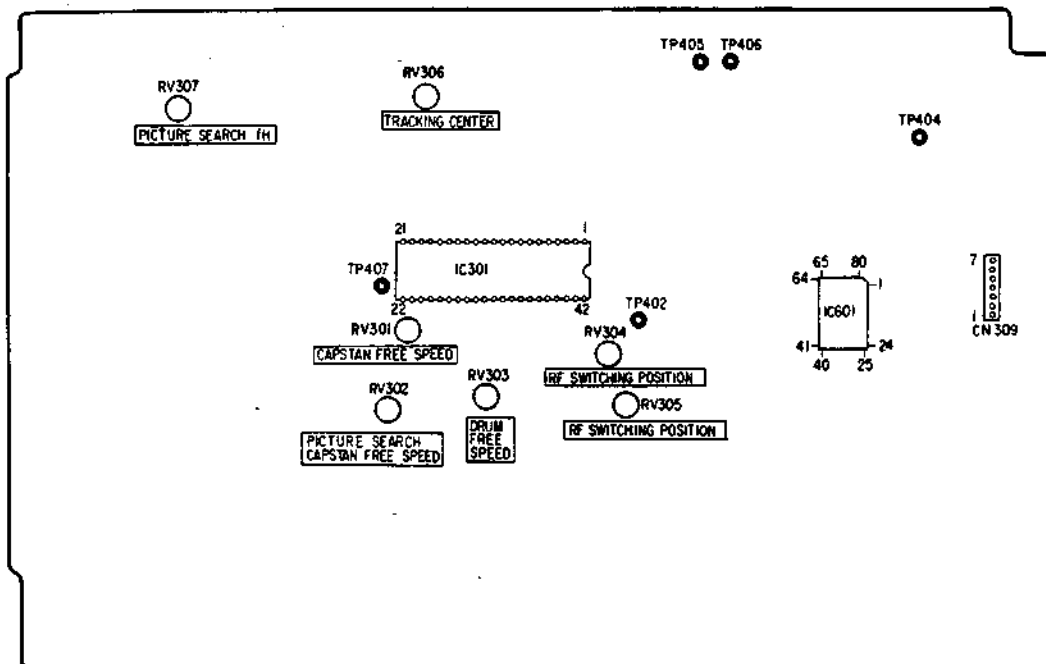 TP405 TP406
RV307
RV306
PICTURE SEARCH fH
TRACKING CENTER
TP404
21 1
IC301
TP407
22 42
65 80
64 1
IC601
41 24
40 25
7
1
CN309
TP402
RV301
CAPSTAN FREE SPEED
RV304
RF SWITCHING POSITION
RV302
PICTURE SEARCH
CAPSTAN FREE SPEED
RV303
DRUM
FREE
SPEED
RV305
RF SWITCHING POSITION